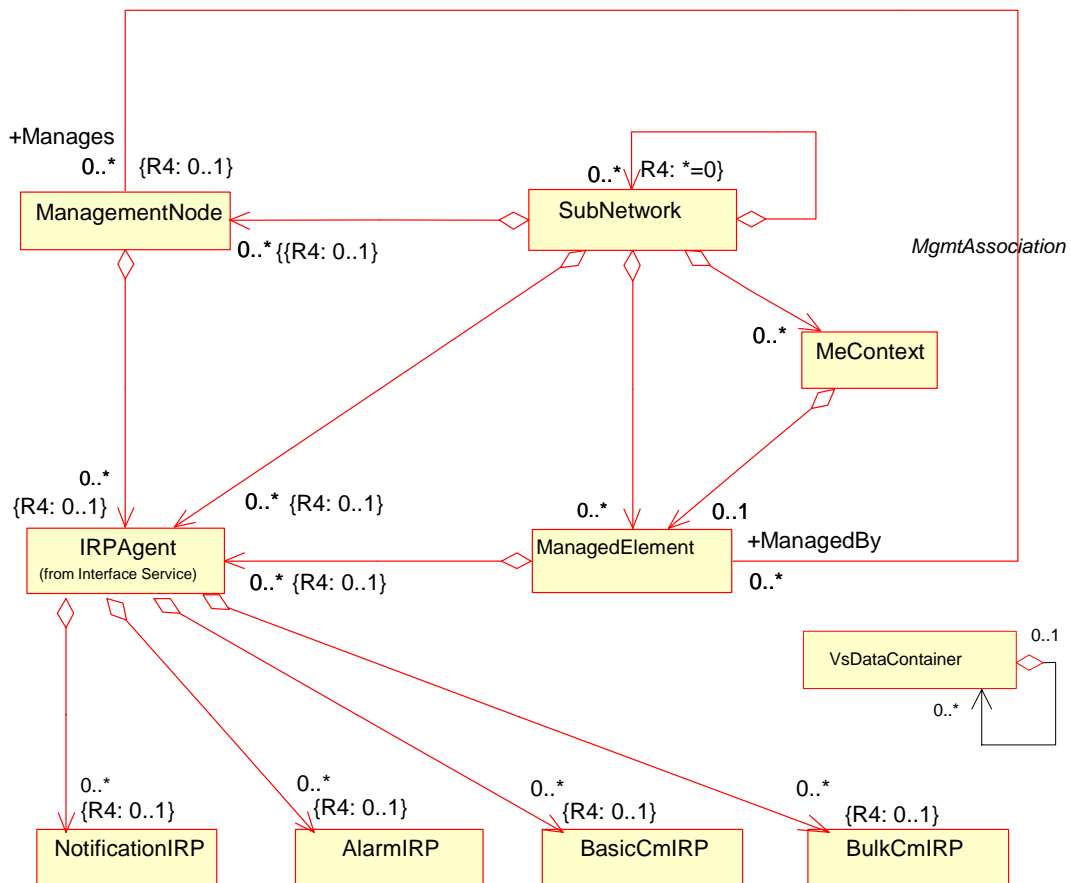 +Manages
0..* {R4: 0..1}
ManagementNode
0..* R4: *=0}
SubNetwork
0..* {{R4: 0..1}
MgmtAssociation
0..*
MeContext
0..*
{R4: 0..1}
0..* {R4: 0..1}
0..*
0..1
IRPAgent
(from Interface Service)
ManagedElement
+ManagedBy
0..* {R4: 0..1}
0..*
0..1
VsDataContainer
0..*
0..*
{R4: 0..1}
0..*
{R4: 0..1}
0..*
{R4: 0..1}
0..*
{R4: 0..1}
NotificationIRP
AlarmIRP
BasicCmIRP
BulkCmIRP